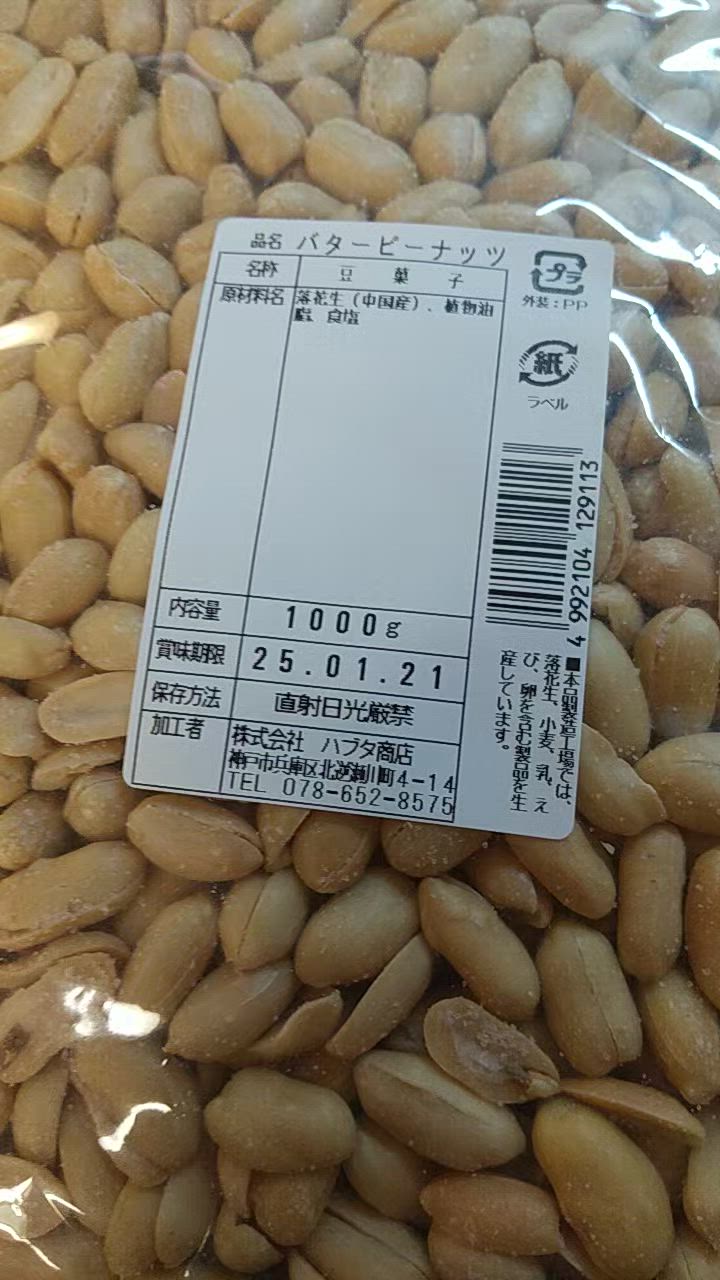 品名 バターピーナッツ
名称 豆菓子
原材料名 落花生(中国産)、植物油
脂、食塩
内容量 1000g
賞味期限 25.01.21
保存方法 直射日光厳禁
加工者 株式会社 ハブタ商店
神戸市兵庫区北逆瀬川町4-14
TEL 078-652-8575
プラ
外装:PP
紙
ラベル
4 992104 129113
■本品製造工場では、
落花生、小麦、乳、え
び、卵を含む製品を生
産しています。